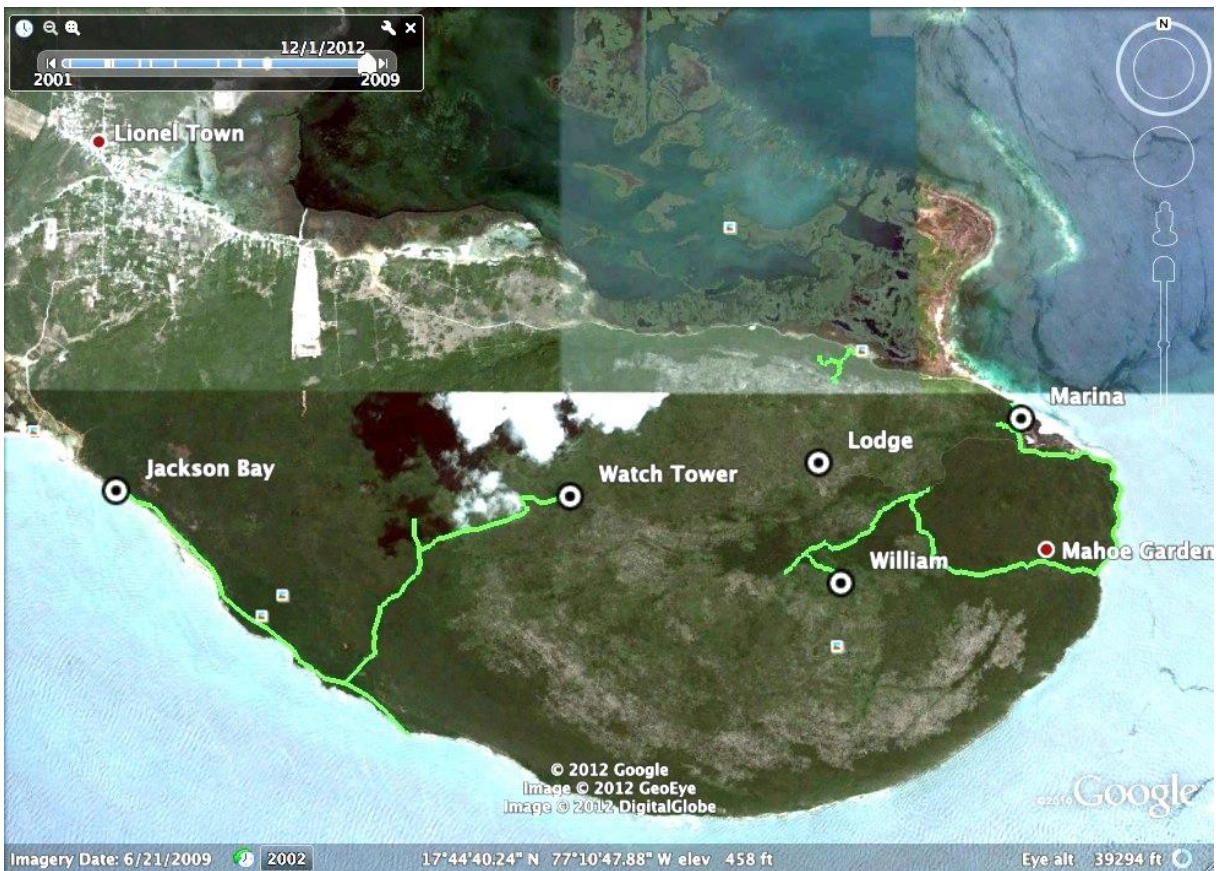 12/1/2012
2001
2009
N
Lionel Town
Marina
Lodge
Jackson Bay
Watch Tower
Mahoe Garden
William
© 2012 Google
Image © 2012 GeoEye
Image © 2012 DigitalGlobe
©2010 Google
Imagery Date: 6/21/2009 2002 17°44'40.24" N 77°10'47.88" W elev 458 ft Eye alt 39294 ft